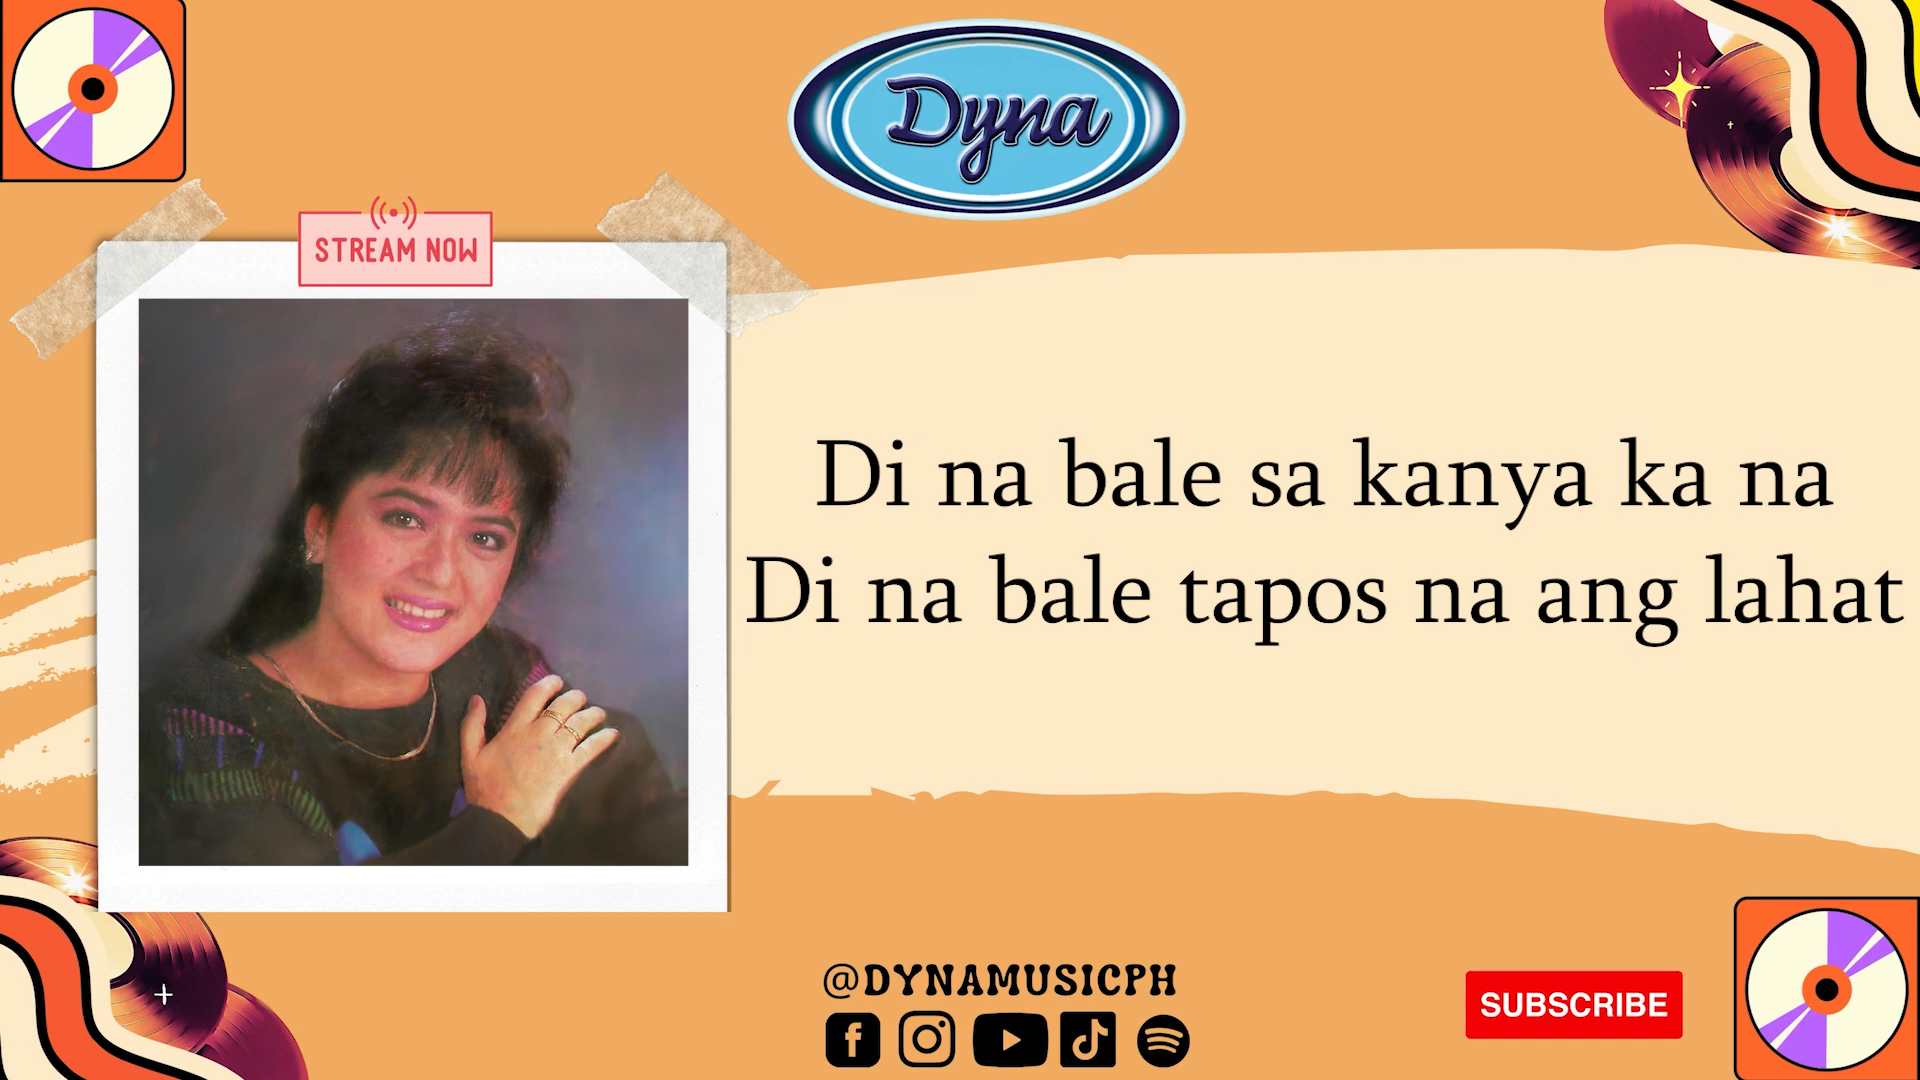 Dyna
STREAM NOW
Di na bale sa kanya ka na
Di na bale tapos na ang lahat
@DYNAMUSICPH
SUBSCRIBE